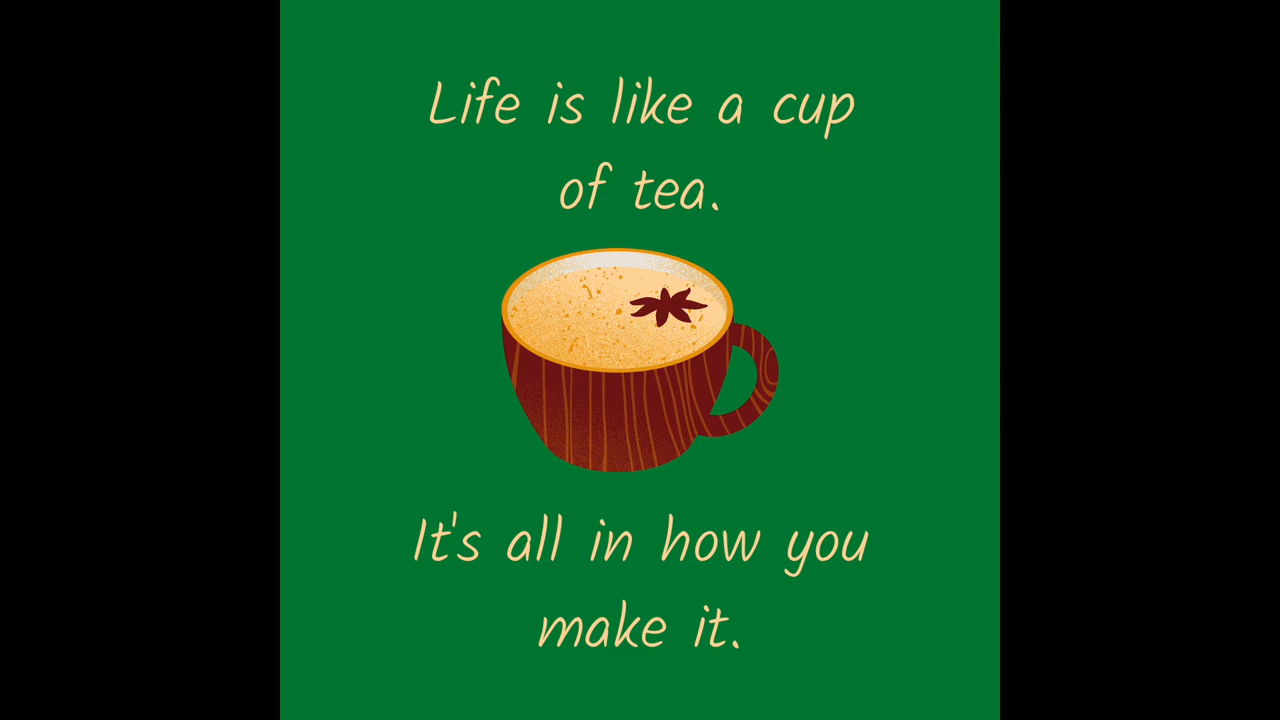 Life is like a cup
of tea.
It's all in how you
make it.